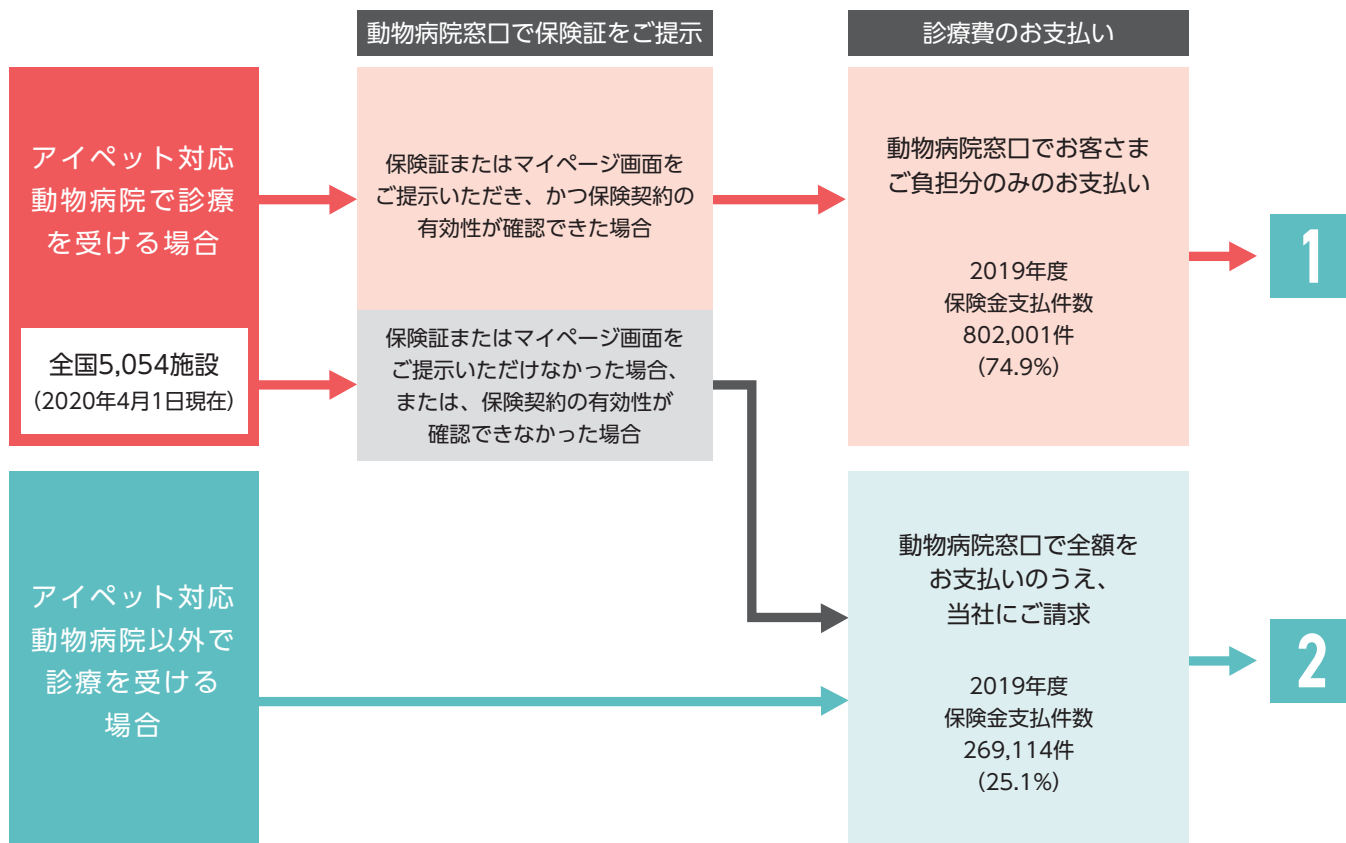 動物病院窓口で保険証をご提示
診療費のお支払い
アイペット対応
動物病院で診療
を受ける場合
全国5,054施設
(2020年4月1日現在)
保険証またはマイページ画面を
ご提示いただき、かつ保険契約の
有効性が確認できた場合
保険証またはマイページ画面を
ご提示いただけなかった場合、
または、保険契約の有効性が
確認できなかった場合
動物病院窓口でお客さま
ご負担分のみのお支払い
2019年度
保険金支払件数
802,001件
(74.9%)
1
アイペット対応
動物病院以外で
診療を受ける
場合
動物病院窓口で全額を
お支払いのうえ、
当社にご請求
2019年度
保険金支払件数
269,114件
(25.1%)
2